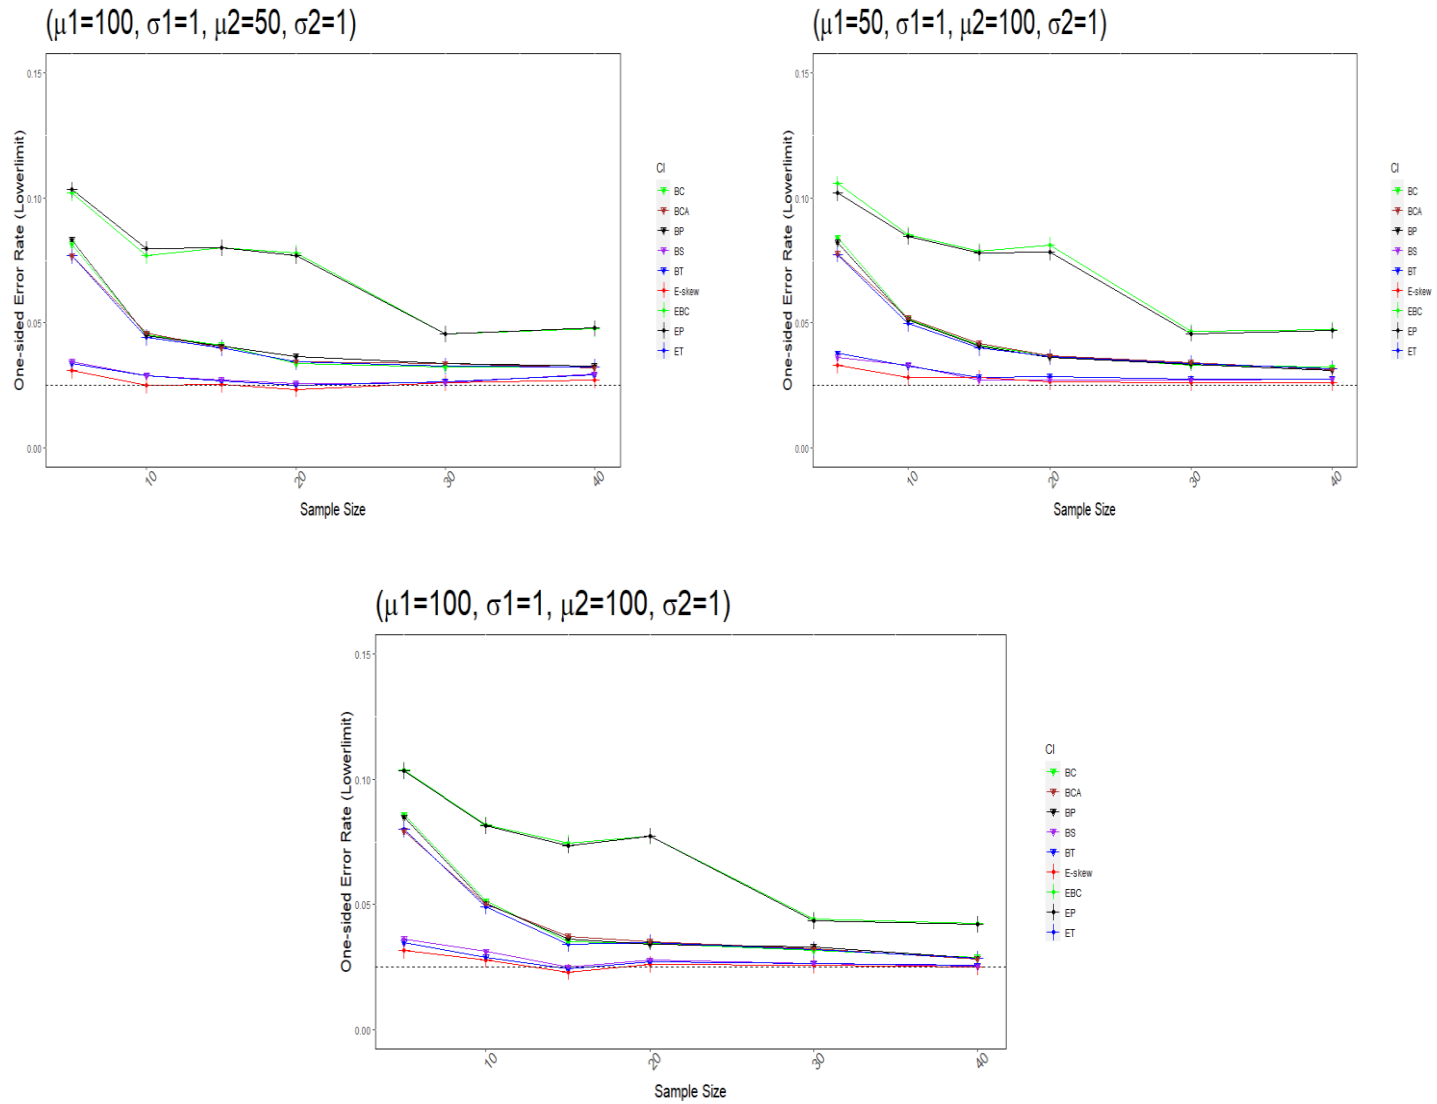 (μ1=100, σ1=1, μ2=50, σ2=1)
One-sided Error Rate (Lowerlimit)
0.15
0.10
0.05
0.00
10
20
30
40
Sample Size
CI
BC
BCA
BP
BS
BT
E-skew
EBC
EP
ET
(μ1=50, σ1=1, μ2=100, σ2=1)
One-sided Error Rate (Lowerlimit)
0.15
0.10
0.05
0.00
10
20
30
40
Sample Size
CI
BC
BCA
BP
BS
BT
E-skew
EBC
EP
ET
(μ1=100, σ1=1, μ2=100, σ2=1)
One-sided Error Rate (Lowerlimit)
0.15
0.10
0.05
0.00
10
20
30
40
Sample Size
CI
BC
BCA
BP
BS
BT
E-skew
EBC
EP
ET